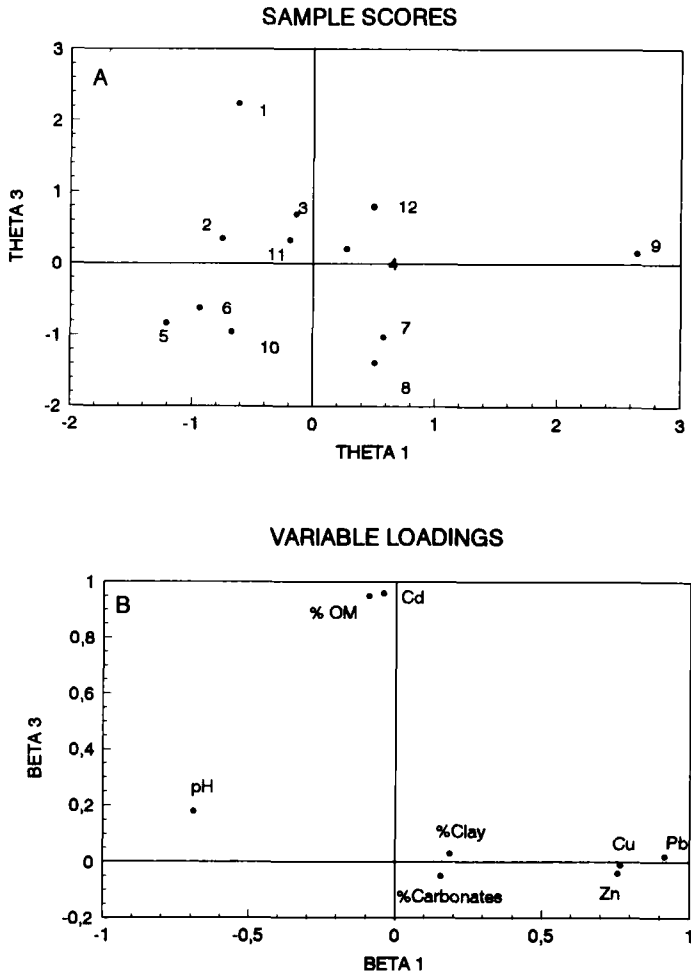 SAMPLE SCORES
A
3
2
1
0
-1
-2
THETA 3
1
3
12
2
11
4
9
6
5
10
7
8
-2
-1
0
1
2
3
THETA 1
VARIABLE LOADINGS
B
1
0,8
0,6
0,4
0,2
0
-0,2
BETA 3
% OM
Cd
pH
%Clay
Cu
Pb
%Carbonates
Zn
-1
-0,5
0
0,5
1
BETA 1